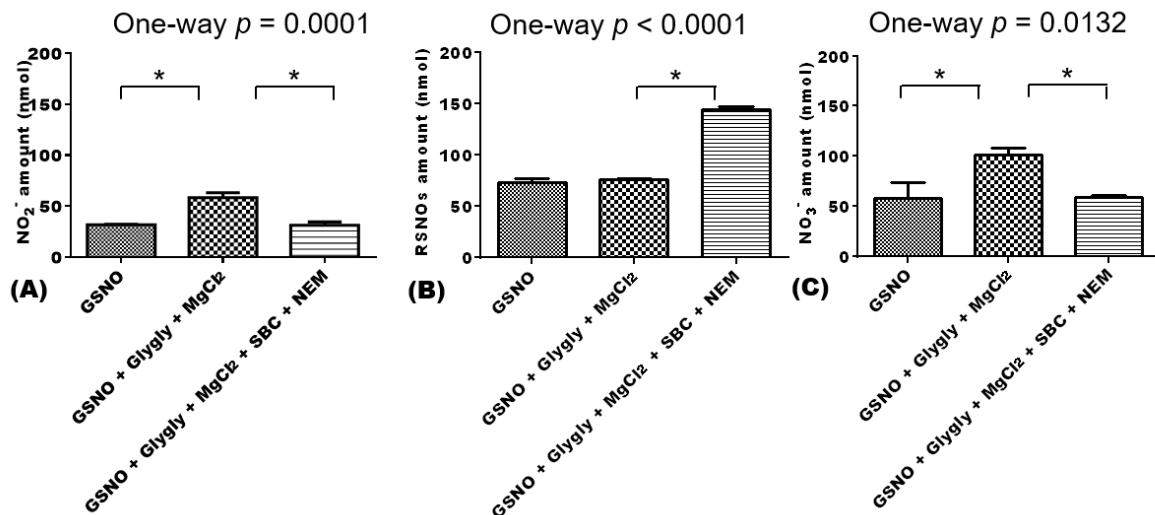 One-way p = 0.0001
200
150
100
50
0
NO₂⁻ amount (nmol)
*
*
(A)
GSNO
GSNO + Glygly + MgCl₂
GSNO + Glygly + MgCl₂ + SBC + NEM
One-way p < 0.0001
200
150
100
50
0
RSNOs amount (nmol)
*
(B)
GSNO
GSNO + Glygly + MgCl₂
GSNO + Glygly + MgCl₂ + SBC + NEM
One-way p = 0.0132
200
150
100
50
0
NO₃⁻ amount (nmol)
*
*
(C)
GSNO
GSNO + Glygly + MgCl₂
GSNO + Glygly + MgCl₂ + SBC + NEM